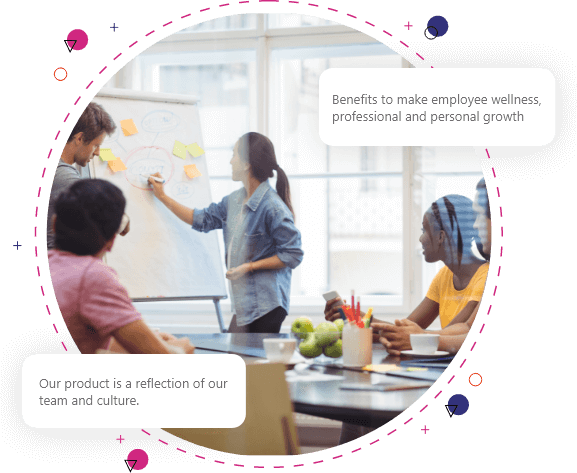 Benefits to make employee wellness,
professional and personal growth
Our product is a reflection of our
team and culture.